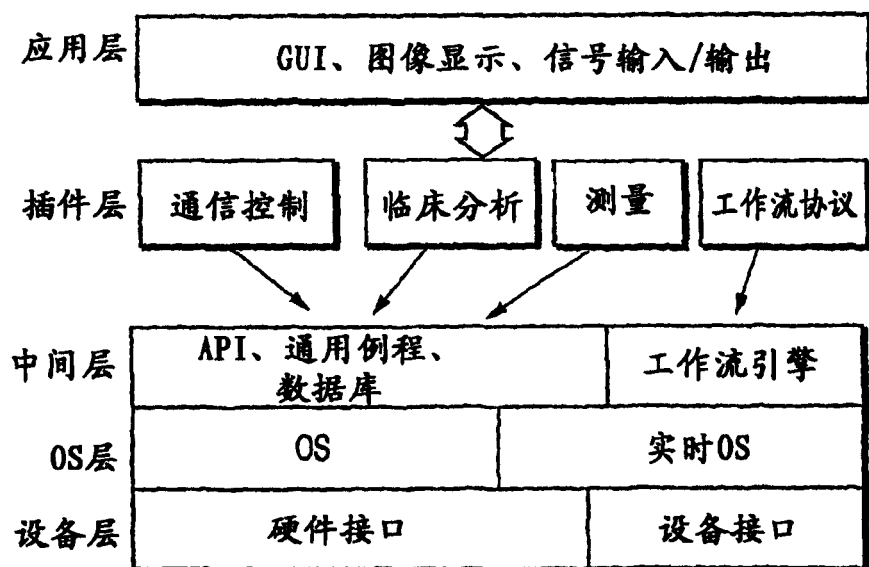 应用层
GUI、图像显示、信号输入/输出
插件层
通信控制
临床分析
测量
工作流协议
中间层
API、通用例程、
数据库
工作流引擎
OS层
OS
实时OS
设备层
硬件接口
设备接口